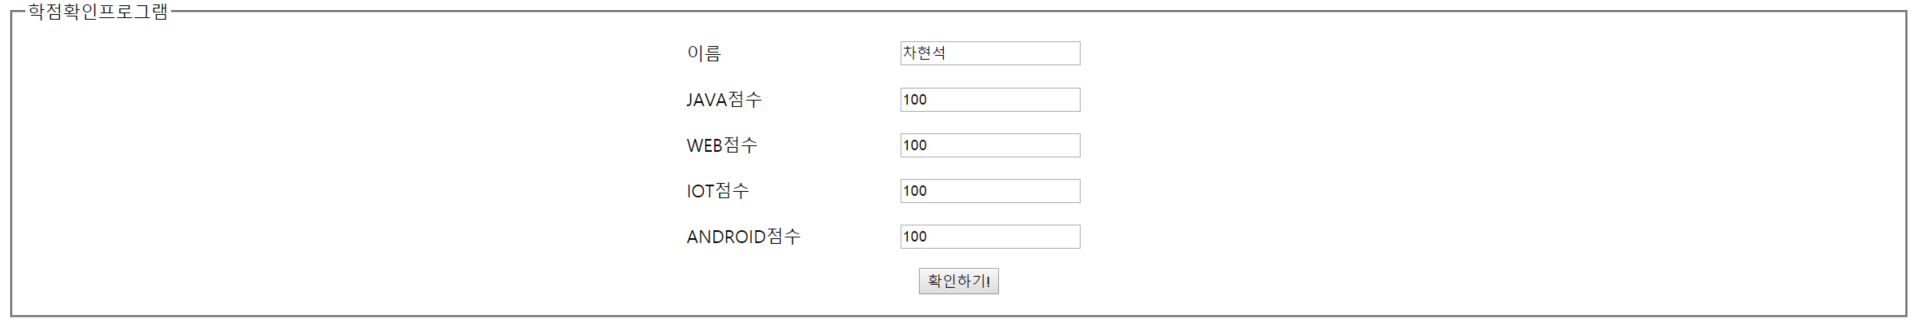 학점확인프로그램
이름 차현석
JAVA점수 100
WEB점수 100
IOT점수 100
ANDROID점수 100
확인하기!